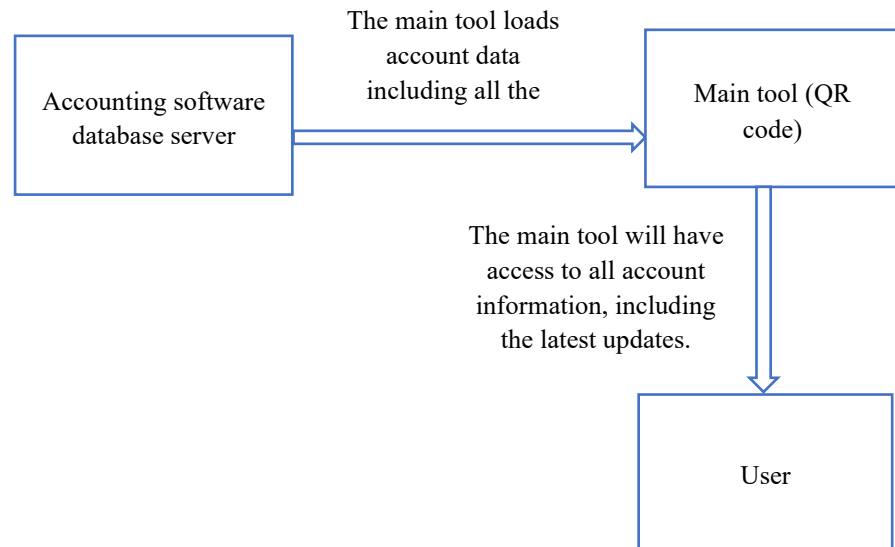 The main tool loads
account data
including all the
Accounting software
database server
Main tool (QR
code)
The main tool will have
access to all account
information, including
the latest updates.
User